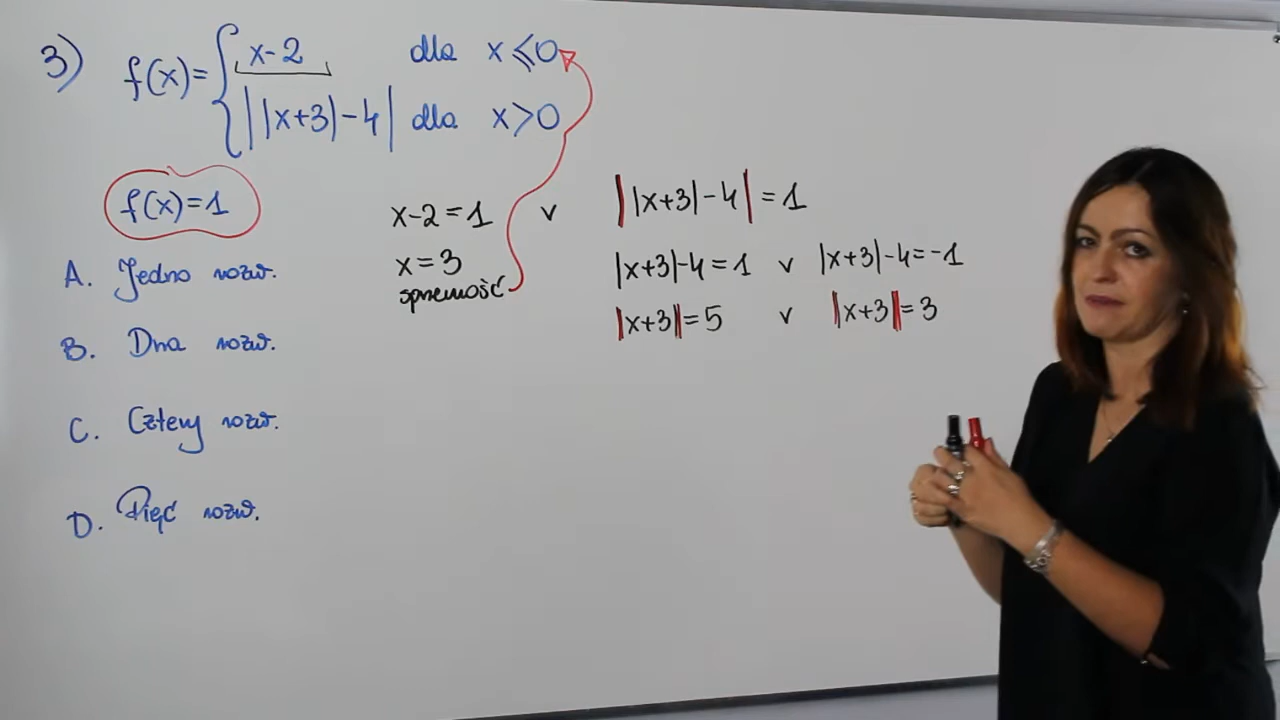 3) f(x)= { x-2 dla x⩽0
||x+3|-4| dla x>0
f(x)=1
A. Jedno rozw.
B. Dwa rozw.
C. Cztery rozw.
D. Pięć rozw.
x-2=1 v ||x+3|-4|=1
x=3 |x+3|-4=1 v |x+3|-4=-1
sprzeczność |x+3|=5 v |x+3|=3